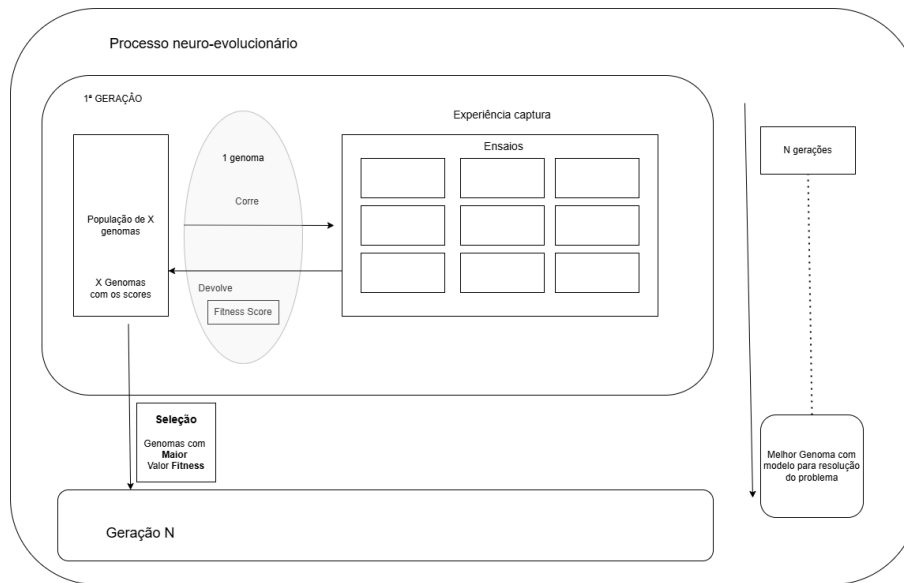 Processo neuro-evolucionário
1ª GERAÇÃO
População de X
genomas
X Genomas
com os scores
1 genoma
Corre
Devolve
Fitness Score
Experiência captura
Ensaios
Seleção
Genomas com
Maior
Valor Fitness
Geração N
N gerações
Melhor Genoma com
modelo para resolução
do problema